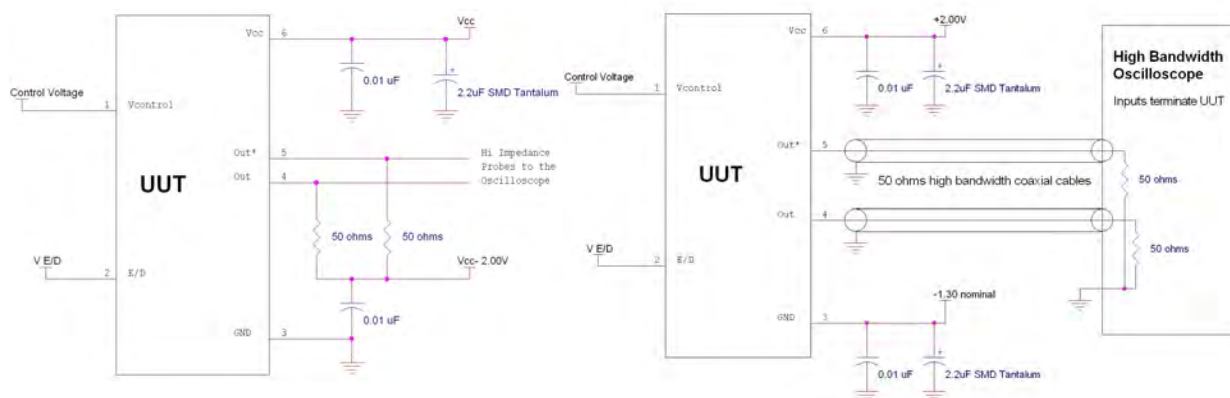 Vcc
Vcc
6
0.01 uF
2.2uF SMD Tantalum
Control Voltage
1
Vcontrol
Out*
5
Hi Impedance
Probes to the
Oscilloscope
Out
4
UUT
50 ohms
50 ohms
V E/D
2
E/D
Vcc- 2.00V
0.01 uF
GND
3
+2.00V
Vcc
6
0.01 uF
2.2uF SMD Tantalum
Control Voltage
1
Vcontrol
High Bandwidth
Oscilloscope
Inputs terminate UUT
Out*
5
UUT
50 ohms high bandwidth coaxial cables
50 ohms
Out
4
50 ohms
V E/D
2
E/D
-1.30 nominal
GND
3
0.01 uF
2.2uF SMD Tantalum